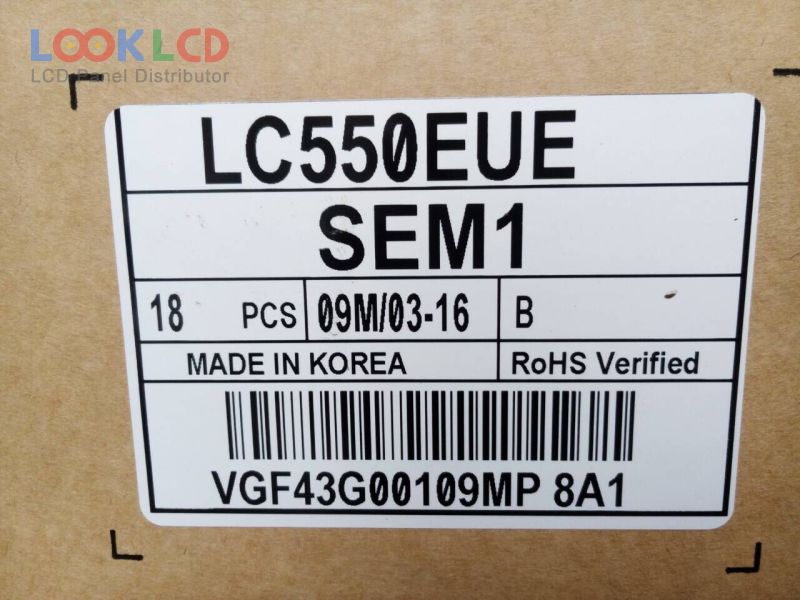 LOOKLCD
LCD Panel Distributor
LC550EUE
SEM1
18 PCS 09M/03-16 B
MADE IN KOREA RoHS Verified
VGF43G00109MP 8A1